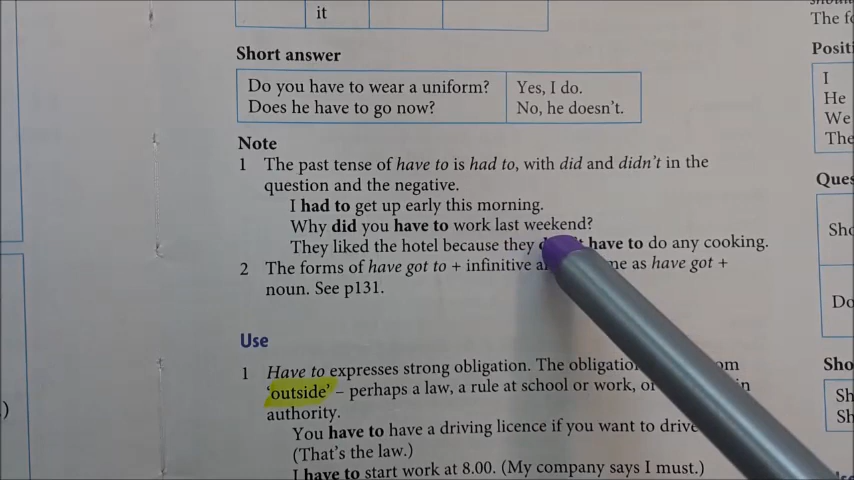 it
Short answer
Do you have to wear a uniform? Yes, I do.
Does he have to go now? No, he doesn't.
Note
1 The past tense of have to is had to, with did and didn't in the
question and the negative.
I had to get up early this morning.
Why did you have to work last weekend?
They liked the hotel because they have to do any cooking.
2 The forms of have got to + infinitive as have got +
noun. See p131.
Use
1 Have to expresses strong obligation. The obligation
'outside' – perhaps a law, a rule at school or work, in
authority.
You have to have a driving licence if you want to drive
(That's the law.)
I have to start work at 8.00. (My company says I must.)
)
The
Positi
I
He
We
The
Ques
Sho
Do
Sho
Sh
Sh